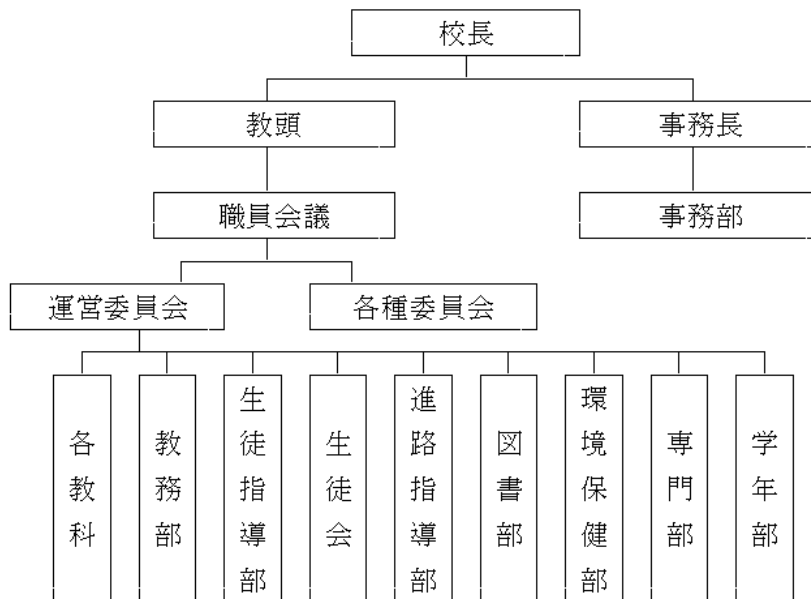 校長
教頭
事務長
職員会議
事務部
運営委員会
各種委員会
各教科
教務部
生徒指導部
生徒会
進路指導部
図書部
環境保健部
専門部
学年部